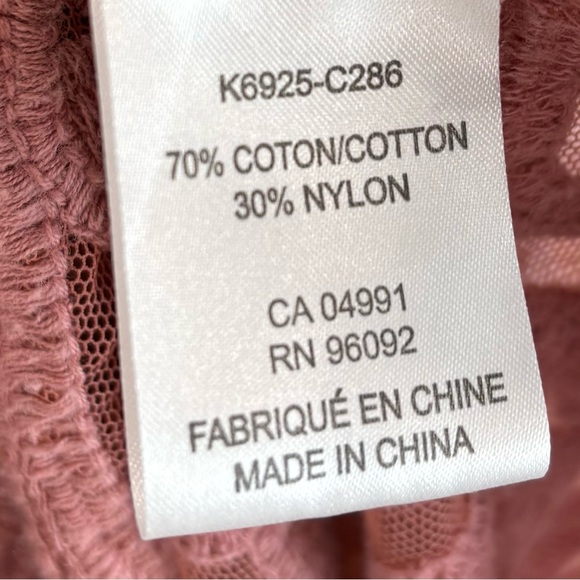 K6925-C286
70% COTON/COTTON
30% NYLON
CA 04991
RN 96092
FABRIQUÉ EN CHINE
MADE IN CHINA